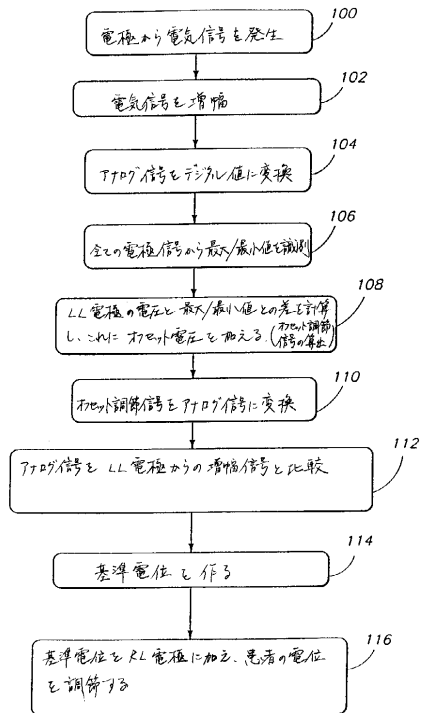 100
電極から電気信号を発生
102
電気信号を増幅
104
アナログ信号をデジタル値に変換
106
全ての電極信号から最大/最小値を識別
108
LL電極の電圧と最大/最小値との差を計算
し、これにオフセット電圧を加える。(オフセット調節
信号の算出)
110
オフセット調節信号をアナログ信号に変換
112
アナログ信号をLL電極からの増幅信号と比較
114
基準電位を作る
116
基準電位をRL電極に加え、患者の電位
を調節する